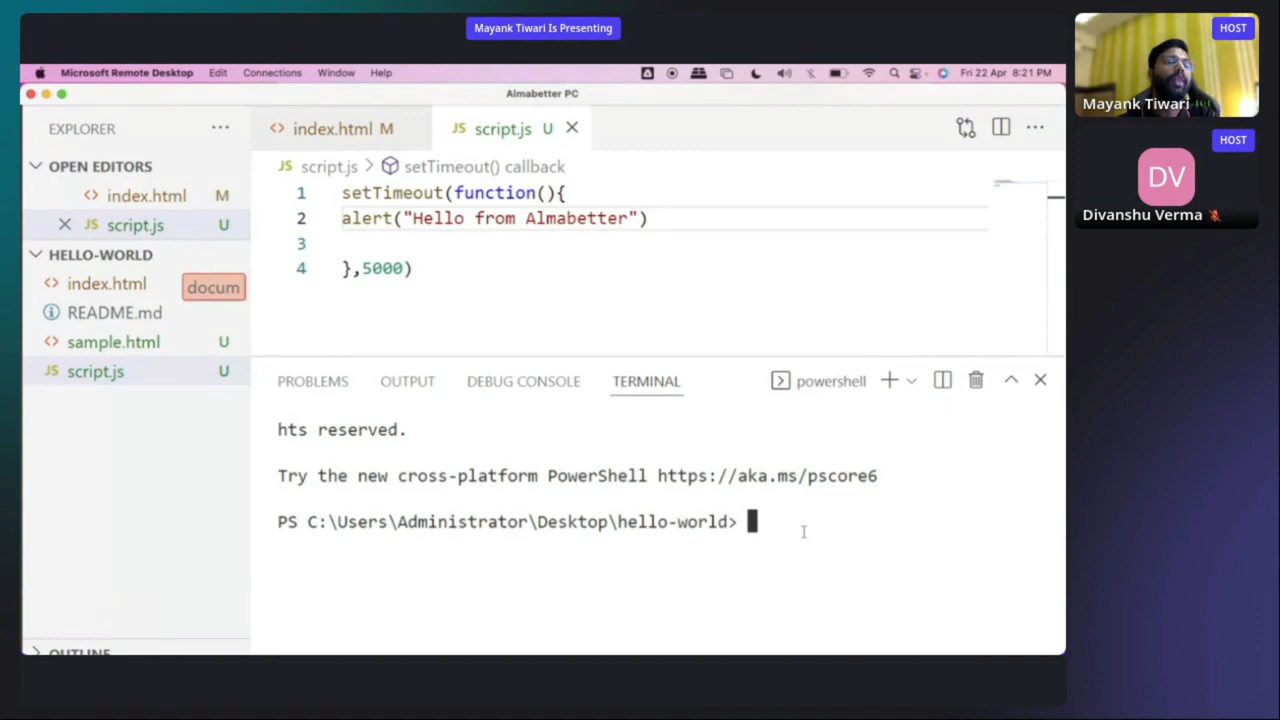 Mayank Tiwari Is Presenting
Microsoft Remote Desktop Edit Connections Window Help
Fri 22 Apr 8:21 PM
Almabetter PC
EXPLORER
index.html M
JS script.js U
OPEN EDITORS
index.html M
JS script.js U
HELLO-WORLD
index.html
docum
README.md
sample.html U
JS script.js U
OUTLINE
JS script.js > setTimeout() callback
1 setTimeout(function(){
2 alert("Hello from Almabetter")
3
4 },5000)
PROBLEMS OUTPUT DEBUG CONSOLE TERMINAL
powershell
hts reserved.
Try the new cross-platform PowerShell https://aka.ms/pscore6
PS C:\Users\Administrator\Desktop\hello-world>
HOST
Mayank Tiwari
HOST
DV
Divanshu Verma